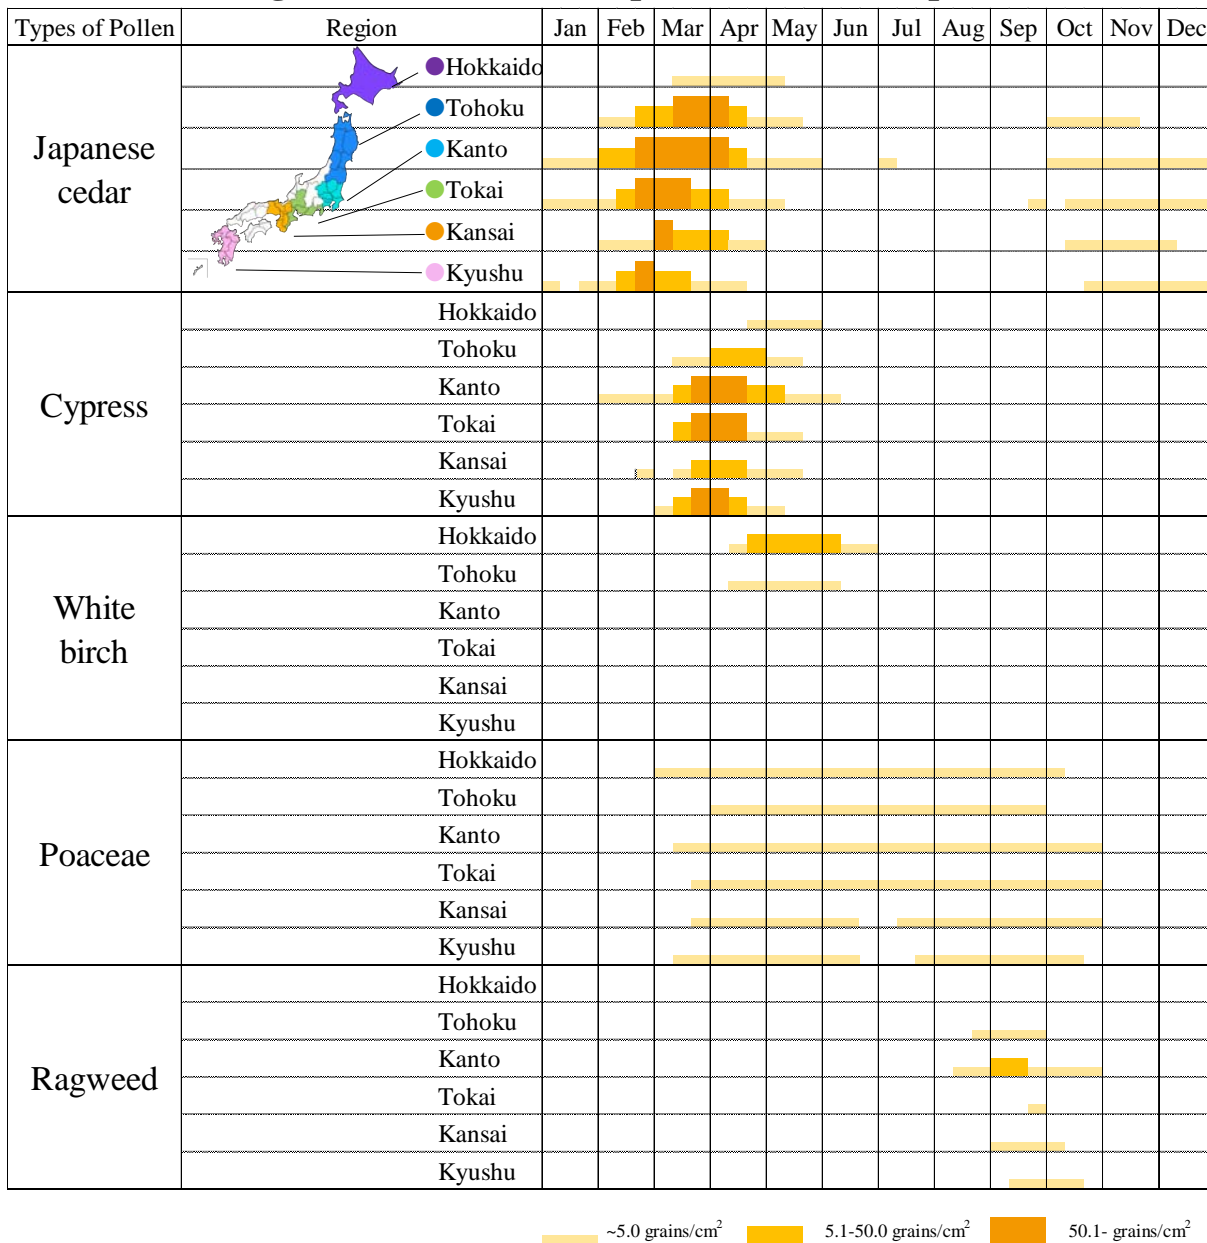 Types of Pollen Region Jan Feb Mar Apr May Jun Jul Aug Sep Oct Nov Dec
Japanese
cedar
Hokkaido
Tohoku
Kanto
Tokai
Kansai
Kyushu
Cypress
Hokkaido
Tohoku
Kanto
Tokai
Kansai
Kyushu
White
birch
Hokkaido
Tohoku
Kanto
Tokai
Kansai
Kyushu
Poaceae
Hokkaido
Tohoku
Kanto
Tokai
Kansai
Kyushu
Ragweed
Hokkaido
Tohoku
Kanto
Tokai
Kansai
Kyushu
~5.0 grains/cm² 5.1-50.0 grains/cm² 50.1- grains/cm²